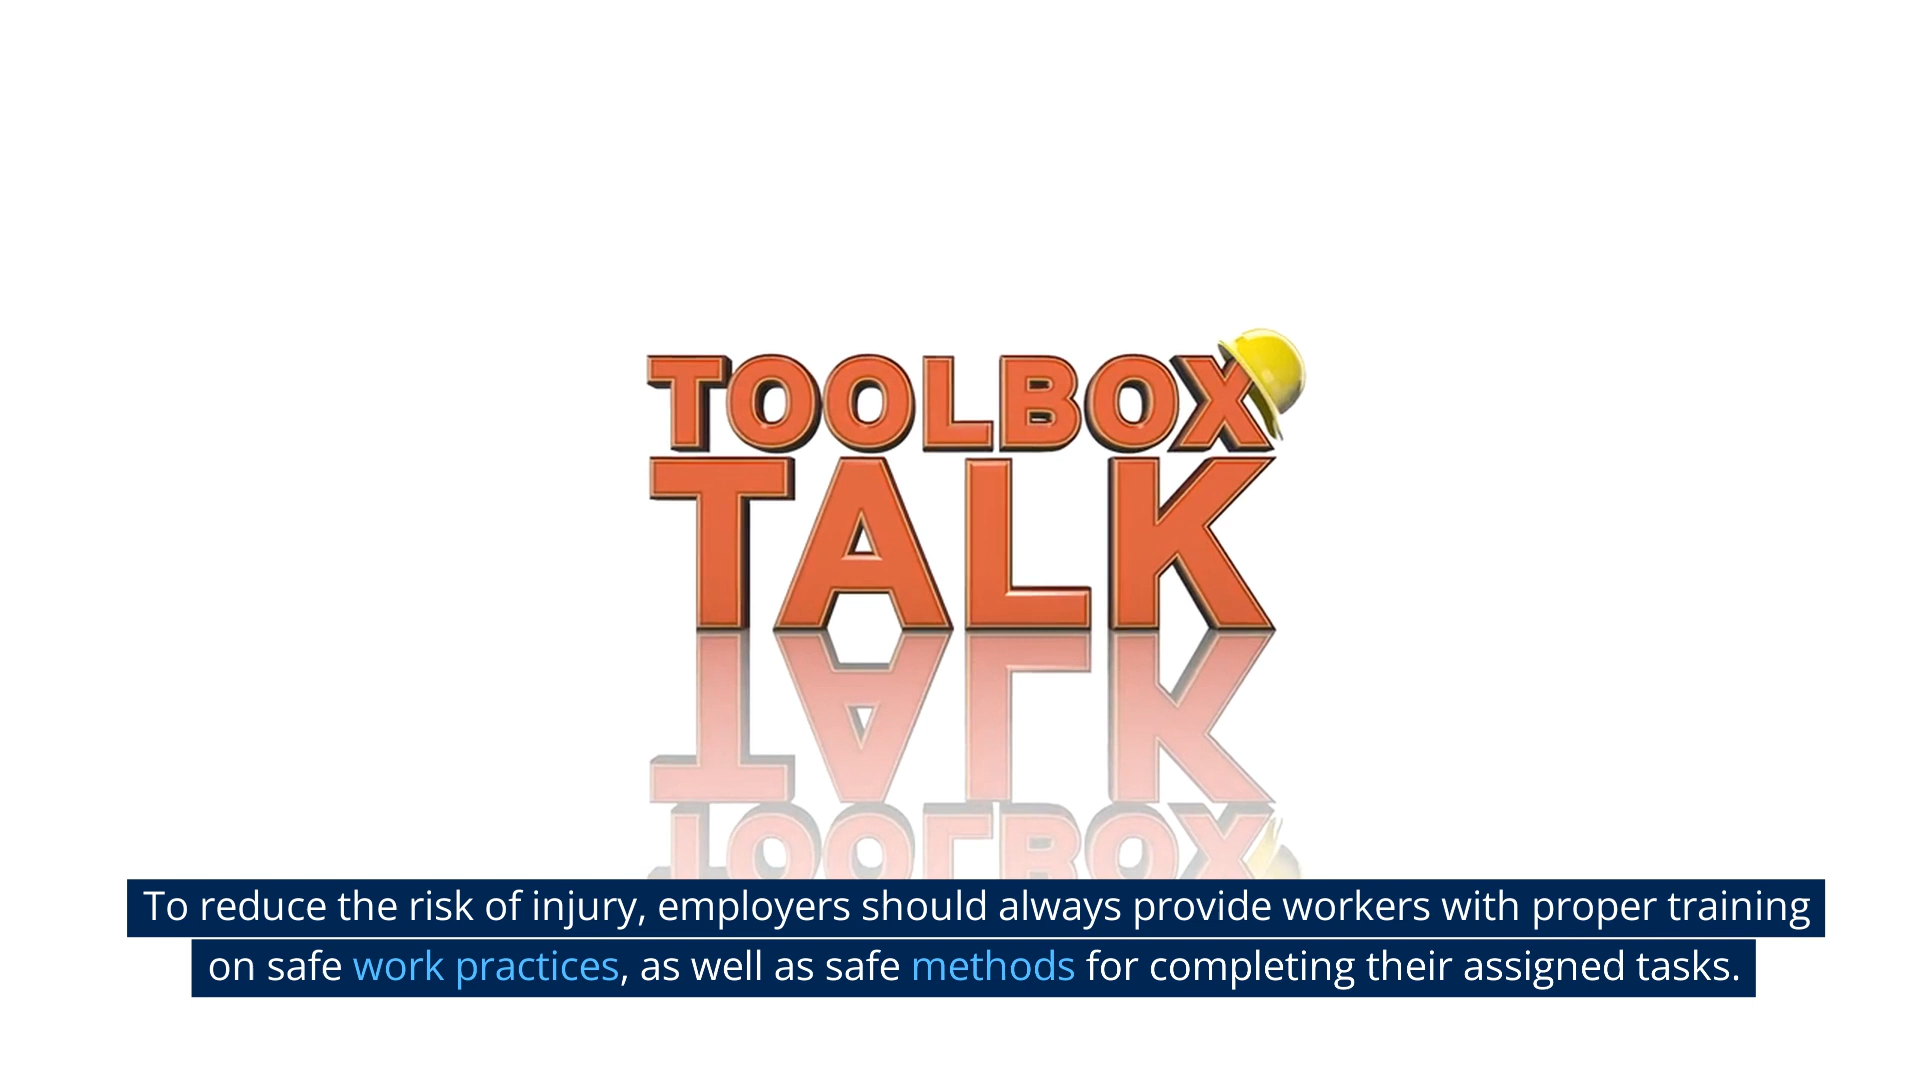 TOOLBOX
TALK
To reduce the risk of injury, employers should always provide workers with proper training
on safe work practices, as well as safe methods for completing their assigned tasks.